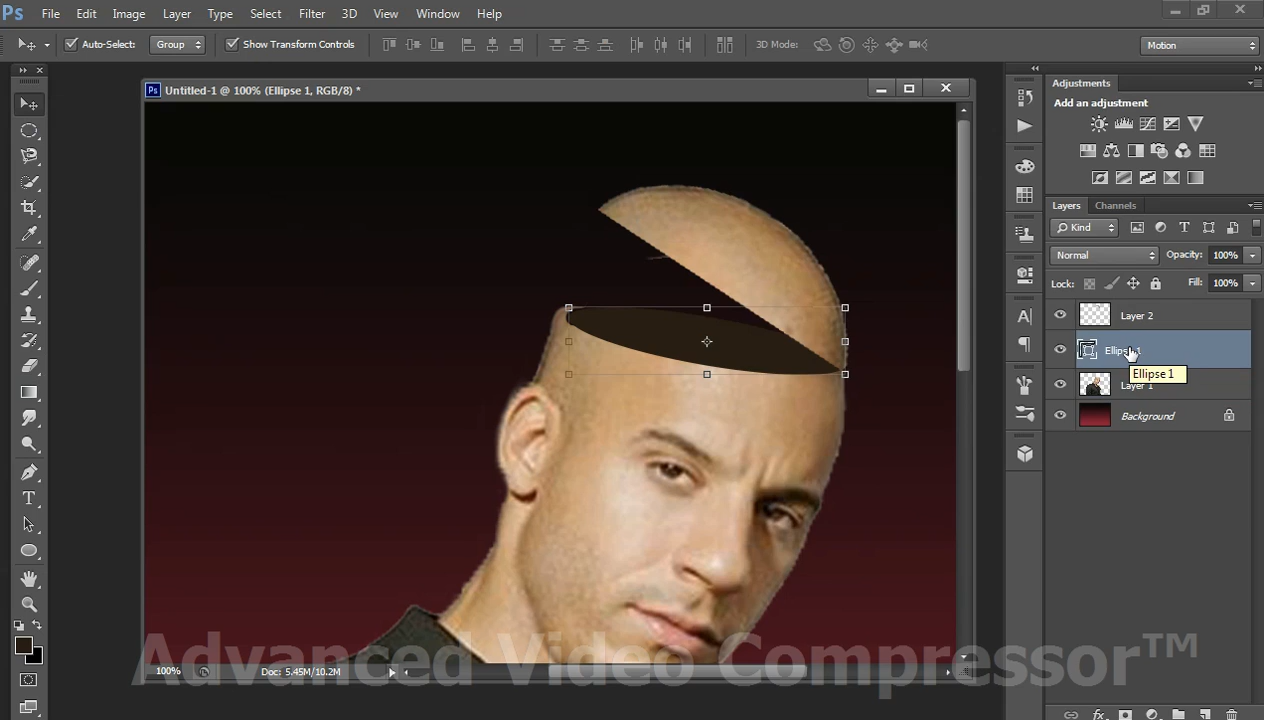 Ps File Edit Image Layer Type Select Filter 3D View Window Help
Auto-Select: Group Show Transform Controls 3D Mode: Motion
Ps Untitled-1 @ 100% (Ellipse 1, RGB/8) *
Adjustments
Add an adjustment
Layers Channels
Kind
Normal Opacity: 100%
Lock: Fill: 100%
Layer 2
Ellipse 1
Ellipse 1
Layer 1
Background
100% Doc: 5.45M/10.2M
Advanced Video Compressor™